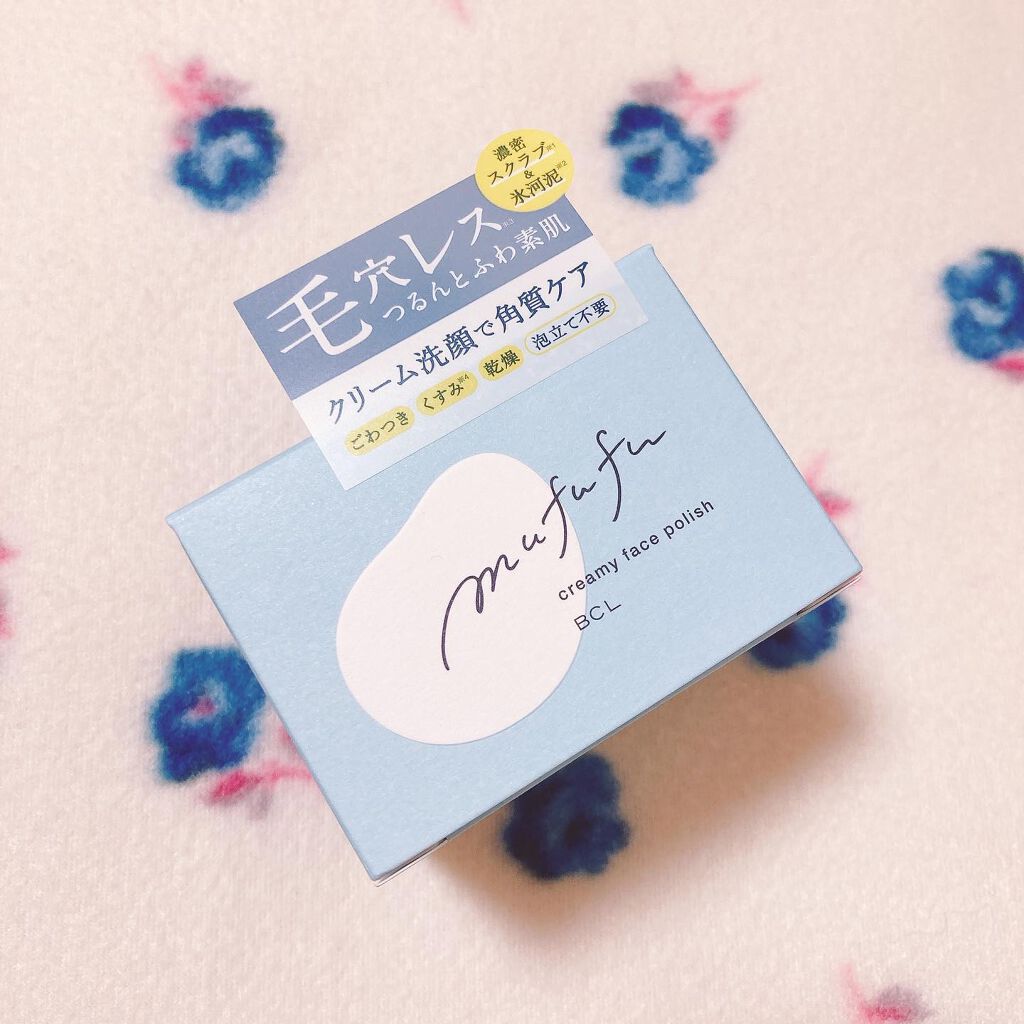 濃密
スクラブ※1
&
氷河泥※2
毛穴レス※3
つるんとふわ素肌
クリーム洗顔で角質ケア
ごわつき くすみ※4 乾燥 泡立て不要
mufufu
creamy face polish
BCL